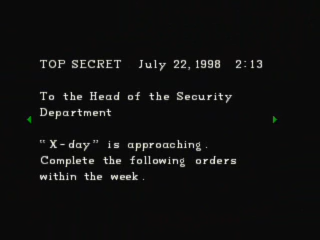 TOP SECRET July 22, 1998 2:13
To the Head of the Security
Department
"X-day" is approaching.
Complete the following orders
within the week.